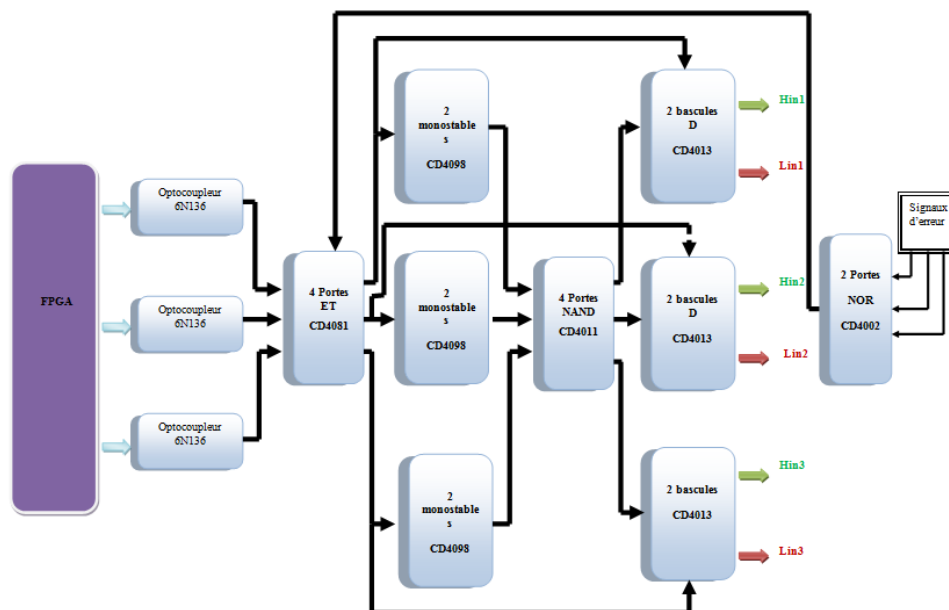 FPGA
Optocoupleur
6N136
Optocoupleur
6N136
Optocoupleur
6N136
4 Portes
ET
CD4081
2
monostable
s
CD4098
2
monostable
s
CD4098
2
monostable
s
CD4098
4 Portes
NAND
CD4011
2 bascules
D
CD4013
2 bascules
D
CD4013
2 bascules
CD4013
Hin1
Lin1
Hin2
Lin2
Hin3
Lin3
2 Portes
NOR
CD4002
Signaux
d'erreur